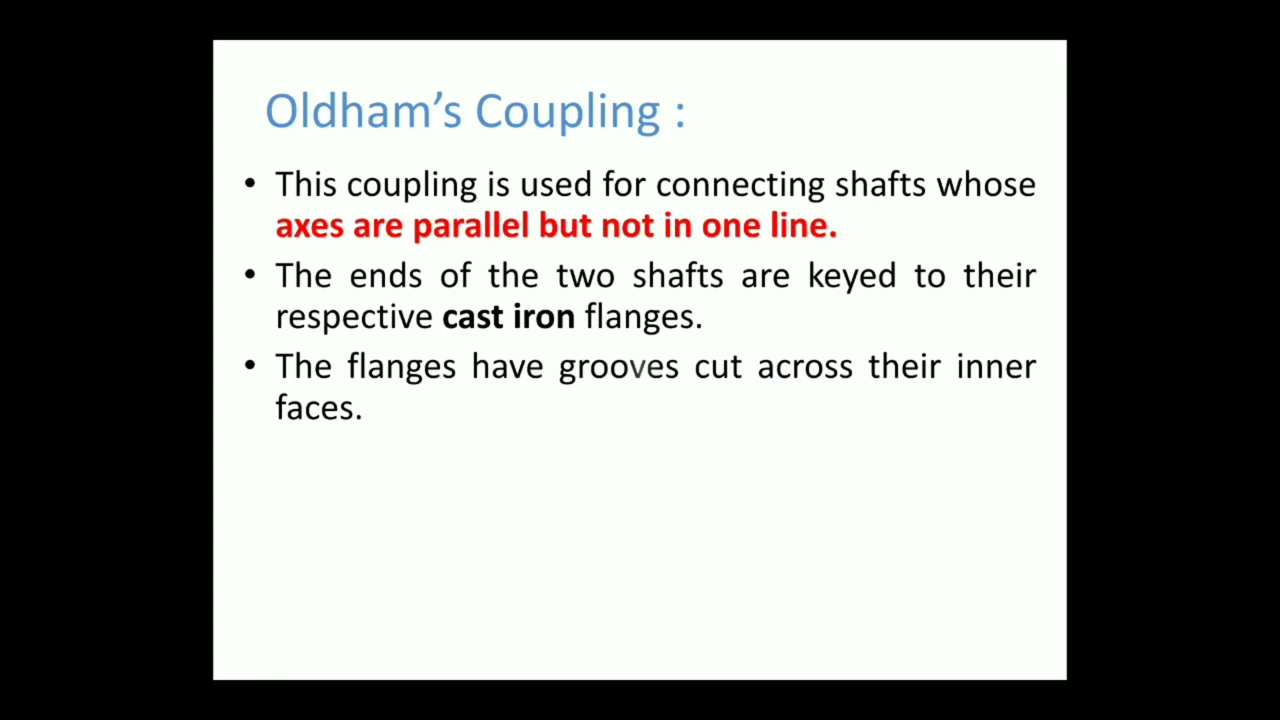 Oldham’s Coupling :
• This coupling is used for connecting shafts whose
axes are parallel but not in one line.
• The ends of the two shafts are keyed to their
respective cast iron flanges.
• The flanges have grooves cut across their inner
faces.